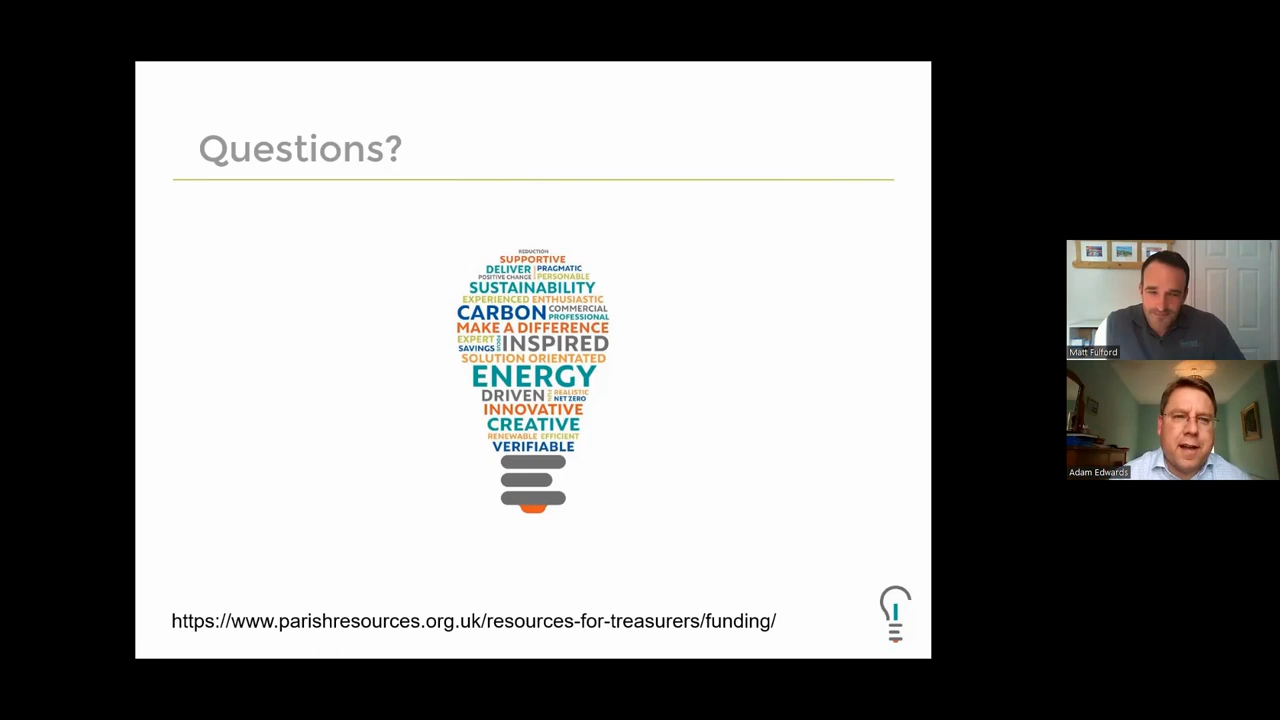 Questions?
REDUCTION
SUPPORTIVE
DELIVER PRAGMATIC
POSITIVE CHANGE PERSONABLE
SUSTAINABILITY
EXPERIENCED ENTHUSIASTIC
CARBON COMMERCIAL
PROFESSIONAL
MAKE A DIFFERENCE
EXPERT
SAVINGS FOCUS INSPIRED
SOLUTION ORIENTATED
ENERGY
DRIVEN REALISTIC
NET ZERO
INNOVATIVE
CREATIVE
RENEWABLE EFFICIENT
VERIFIABLE
https://www.parishresources.org.uk/resources-for-treasurers/funding/
Matt Fulford
Adam Edwards